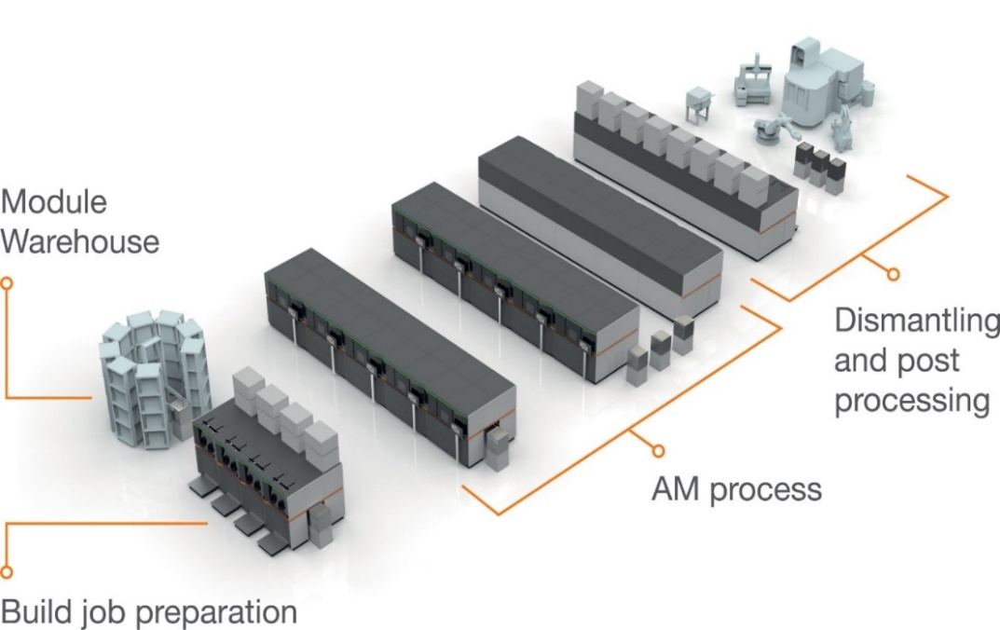 Module
Warehouse
Dismantling
and post
processing
AM process
Build job preparation